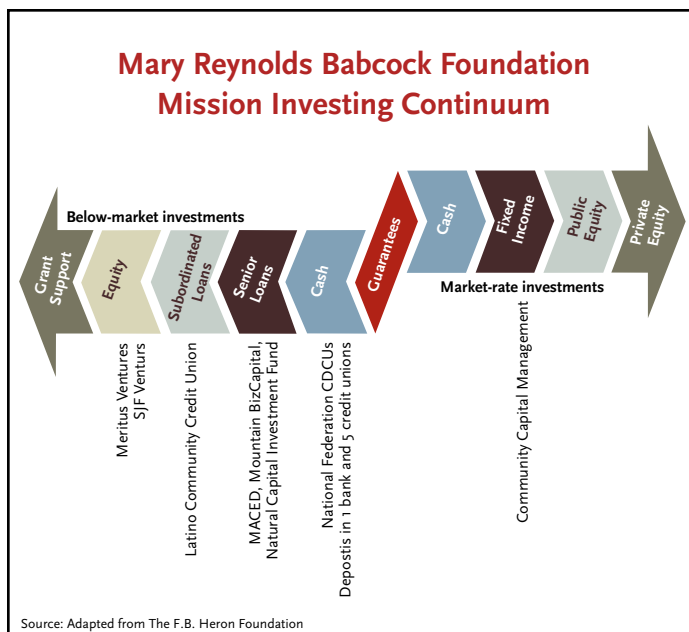 Mary Reynolds Babcock Foundation
Mission Investing Continuum
Below-market investments
Grant
Support
Equity
Subordinated
Loans
Senior
Loans
Cash
Guarantees
Cash
Fixed
Income
Public
Equity
Private
Equity
Market-rate investments
Meritus Ventures
SJF Venturs
Latino Community Credit Union
MACED, Mountain BizCapital,
Natural Capital Investment Fund
National Federation CDCUs
Depostis in 1 bank and 5 credit unions
Community Capital Management
Source: Adapted from The F.B. Heron Foundation